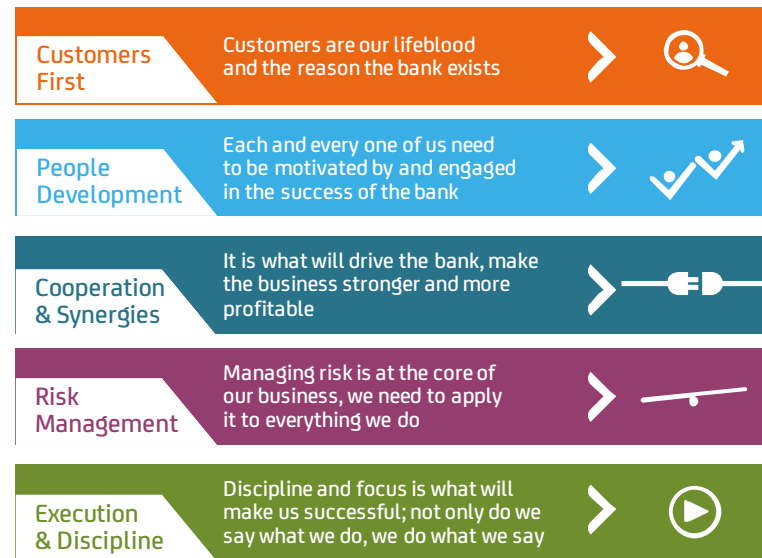 Customers
First
Customers are our lifeblood
and the reason the bank exists
People
Development
Each and every one of us need
to be motivated by and engaged
in the success of the bank
Cooperation
& Synergies
It is what will drive the bank, make
the business stronger and more
profitable
Risk
Management
Managing risk is at the core of
our business, we need to apply
it to everything we do
Execution
& Discipline
Discipline and focus is what will
make us successful; not only do we
say what we do, we do what we say